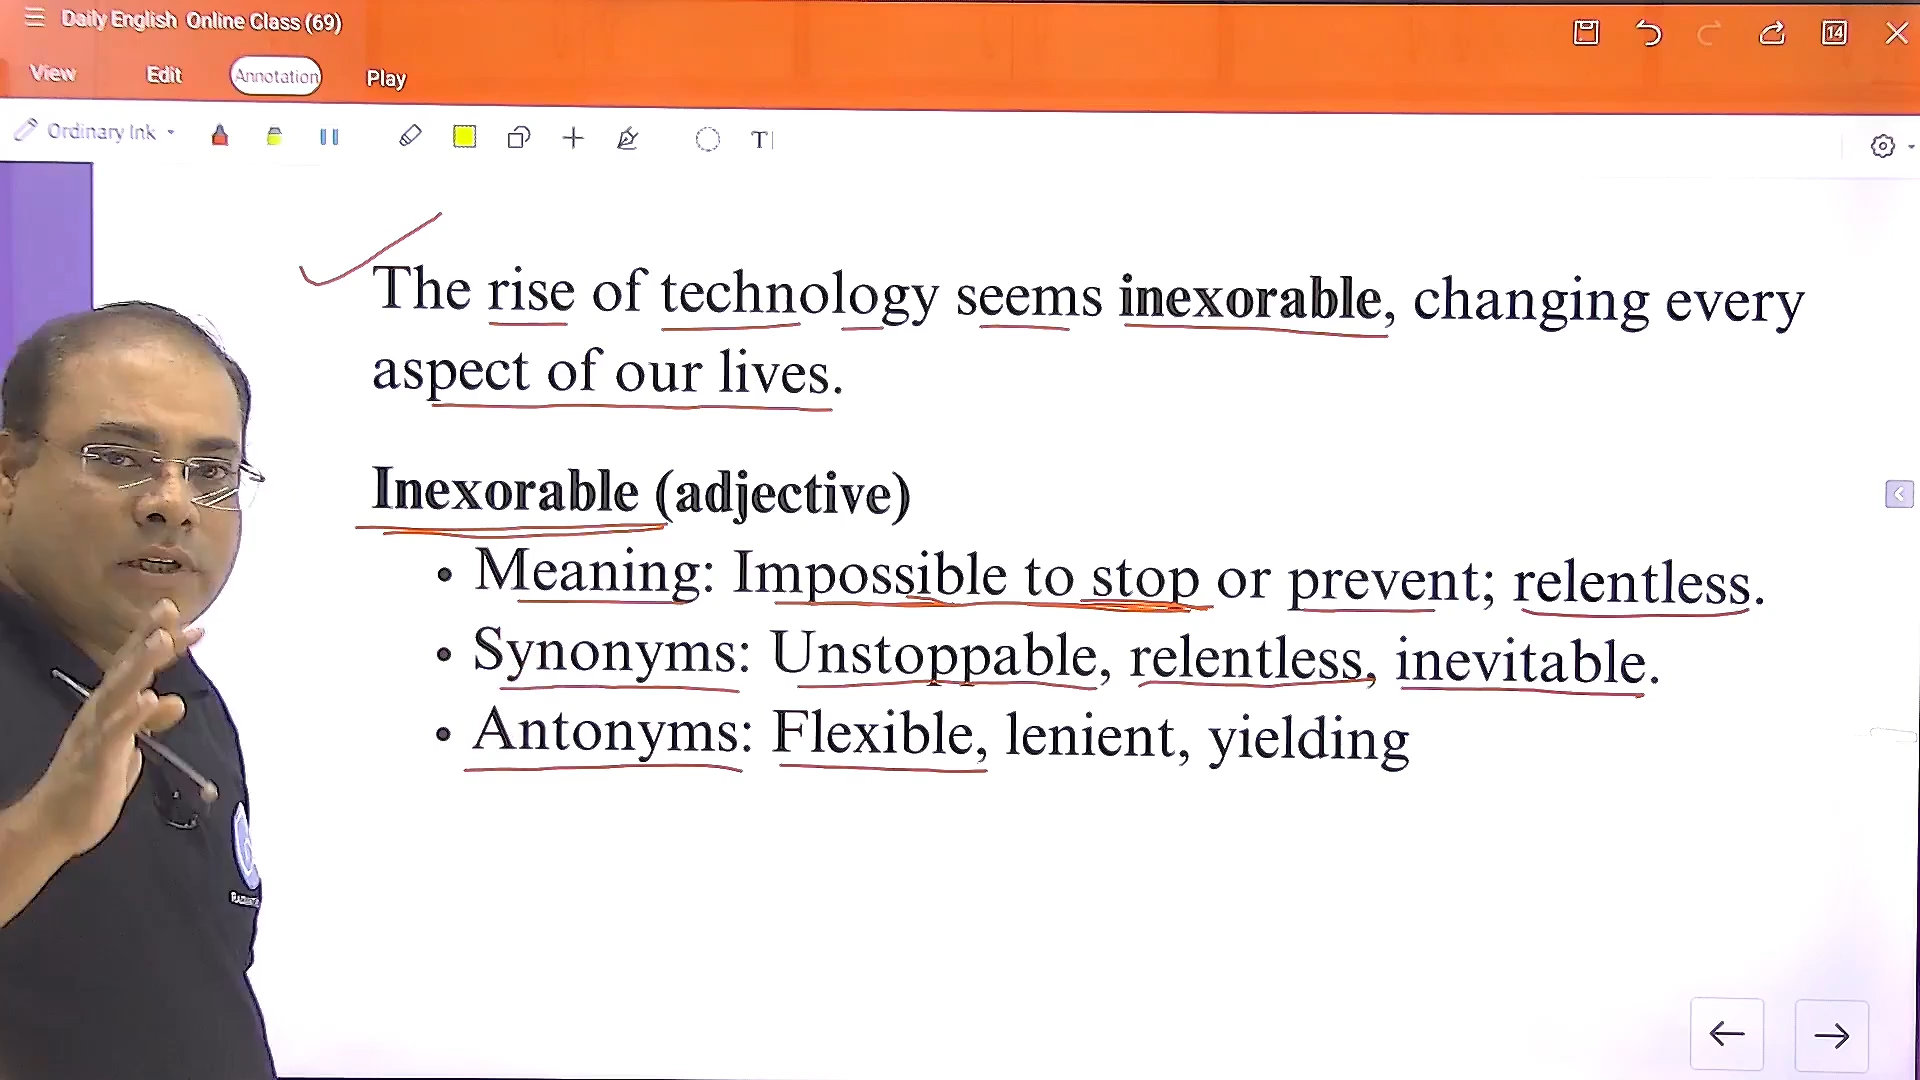 Daily English Online Class (69)
14
View Edit Annotation Play
Ordinary Ink
T
The rise of technology seems inexorable, changing every
aspect of our lives.
Inexorable (adjective)
• Meaning: Impossible to stop or prevent; relentless.
• Synonyms: Unstoppable, relentless, inevitable.
• Antonyms: Flexible, lenient, yielding